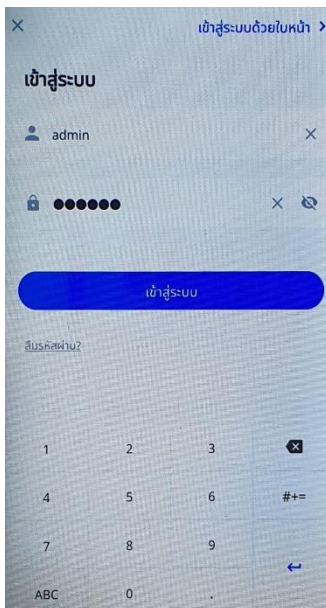 เข้าสู่ระบบด้วยใบหน้า
เข้าสู่ระบบ
admin
●●●●●●
เข้าสู่ระบบ
ลืมรหัสผ่าน?
1 2 3
4 5 6 #+=
7 8 9
ABC 0 .